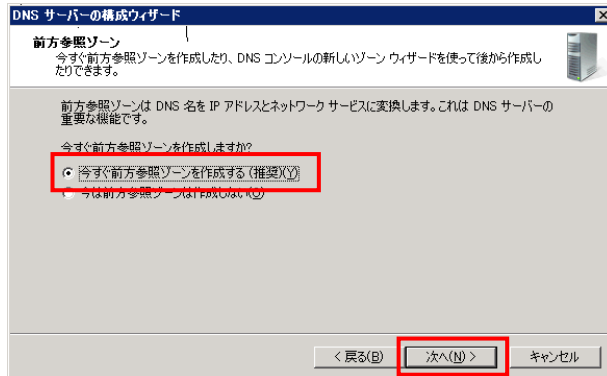 DNS サーバーの構成ウィザード
前方参照ゾーン
今すぐ前方参照ゾーンを作成したり、DNS コンソールの新しいゾーン ウィザードを使って後から作成し
たりできます。
前方参照ゾーンは DNS 名を IP アドレスとネットワーク サービスに変換します。これは DNS サーバーの
重要な機能です。
今すぐ前方参照ゾーンを作成しますか?
今すぐ前方参照ゾーンを作成する (推奨)(Y)
今は前方参照ゾーンは作成しない(O)
< 戻る(B)
次へ(N) >
キャンセル